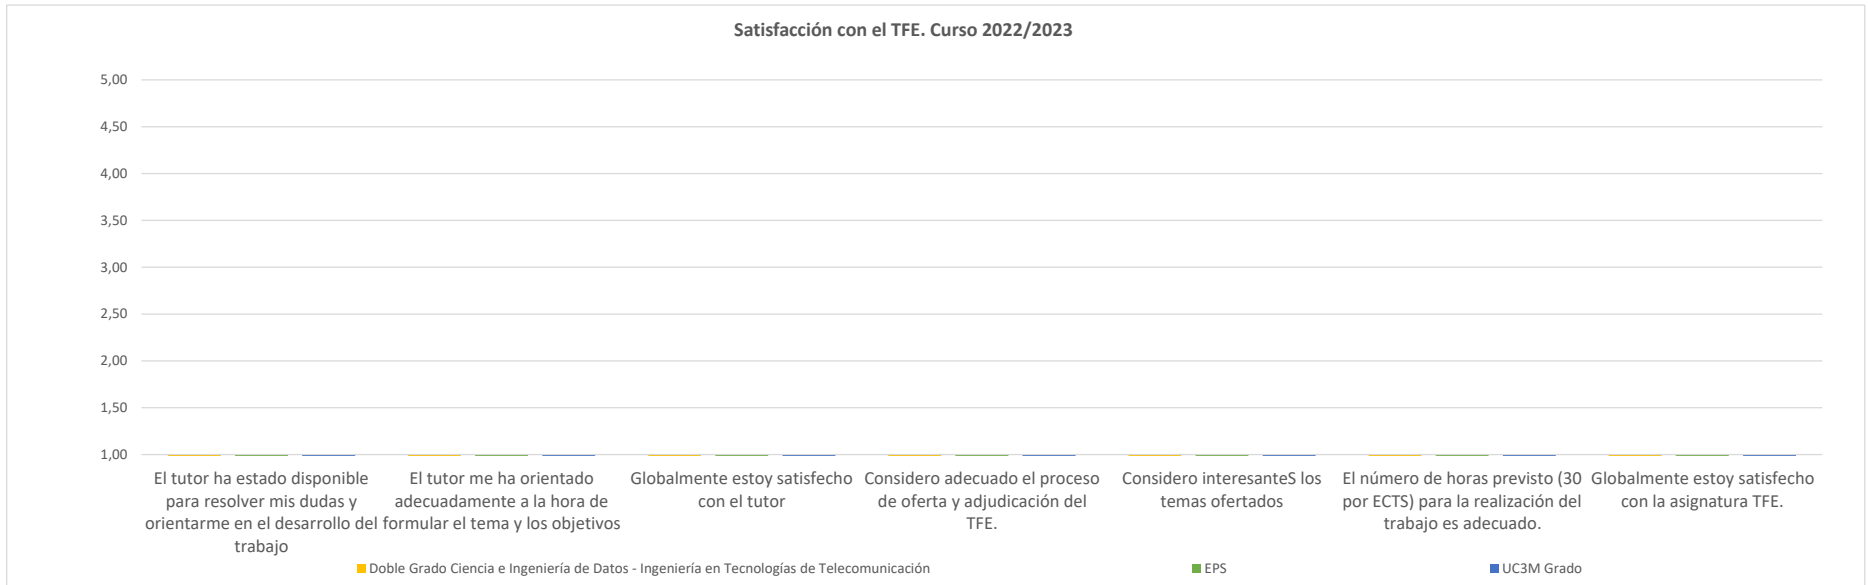 Satisfacción con el TFE. Curso 2022/2023
5,00
4,50
4,00
3,50
3,00
2,50
2,00
1,50
1,00
El tutor ha estado disponible
para resolver mis dudas y
orientarme en el desarrollo del
trabajo
El tutor me ha orientado
adecuadamente a la hora de
formular el tema y los objetivos
Globalmente estoy satisfecho
con el tutor
Considero adecuado el proceso
de oferta y adjudicación del
TFE.
Considero interesanteS los
temas ofertados
El número de horas previsto (30
por ECTS) para la realización del
trabajo es adecuado.
Globalmente estoy satisfecho
con la asignatura TFE.
Doble Grado Ciencia e Ingeniería de Datos - Ingeniería en Tecnologías de Telecomunicación
EPS
UC3M Grado